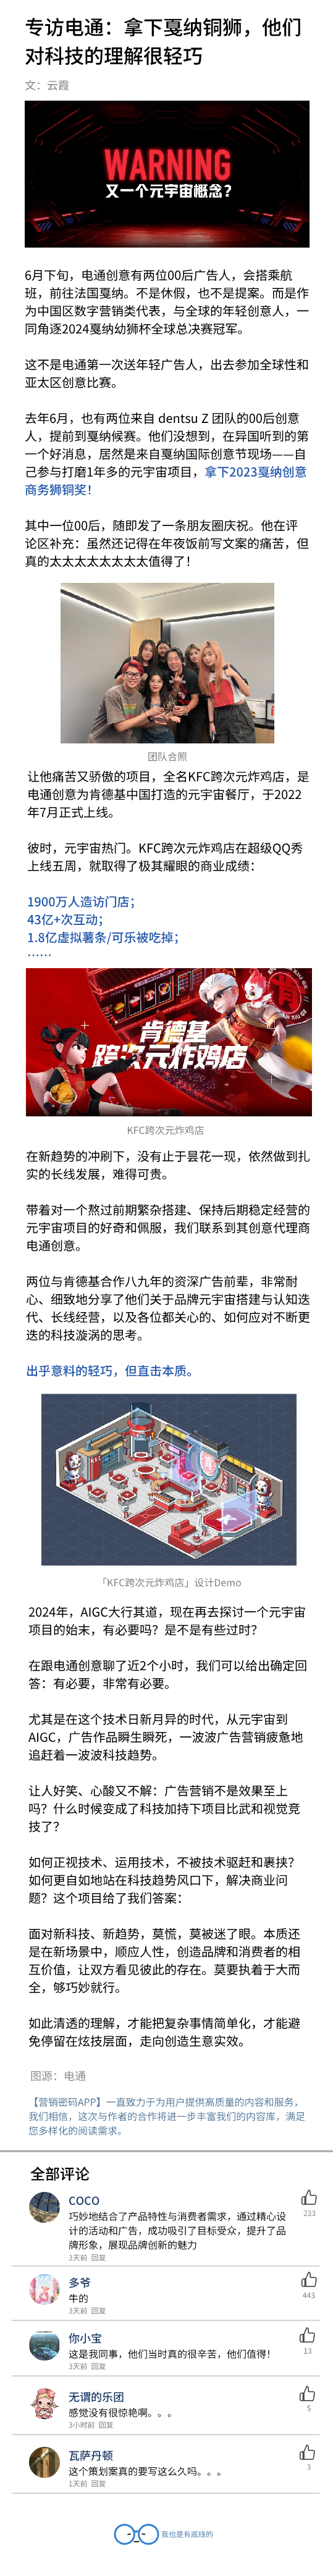 专访电通：拿下戛纳铜狮，他们
对科技的理解很轻巧
文：云霞
WARNING
又一个元宇宙概念？
6月下旬，电通创意有两位00后广告人，会搭乘航
班，前往法国戛纳。不是休假，也不是提案。而是作
为中国区数字营销类代表，与全球的年轻创意人，一
同角逐2024戛纳幼狮杯全球总决赛冠军。
这不是电通第一次送年轻广告人，出去参加全球性和
亚太区创意比赛。
去年6月，也有两位来自 dentsu Z 团队的00后创意
人，提前到戛纳候赛。他们没想到，在异国听到的第
一个好消息，居然是来自戛纳国际创意节现场——自
己参与打磨1年多的元宇宙项目，拿下2023戛纳创意
商务狮铜奖！
其中一位00后，随即发了一条朋友圈庆祝。他在评
论区补充：虽然还记得在年夜饭前写文案的痛苦，但
真的太太太太太太太太值得了！
团队合照
让他痛苦又骄傲的项目，全名KFC跨次元炸鸡店，是
电通创意为肯德基中国打造的元宇宙餐厅，于2022
年7月正式上线。
彼时，元宇宙热门。KFC跨次元炸鸡店在超级QQ秀
上线五周，就取得了极其耀眼的商业成绩：
1900万人造访门店；
43亿+次互动；
1.8亿虚拟薯条/可乐被吃掉；
……
肯德基
跨次元炸鸡店
KFC跨次元炸鸡店
在新趋势的冲刷下，没有止于昙花一现，依然做到扎
实的长线发展，难得可贵。
带着对一个熬过前期繁杂搭建、保持后期稳定经营的
元宇宙项目的好奇和佩服，我们联系到其创意代理商
电通创意。
两位与肯德基合作八九年的资深广告前辈，非常耐
心、细致地分享了他们关于品牌元宇宙搭建与认知迭
代、长线经营，以及各位都关心的、如何应对不断更
迭的科技漩涡的思考。
出乎意料的轻巧，但直击本质。
「KFC跨次元炸鸡店」设计Demo
2024年，AIGC大行其道，现在再去探讨一个元宇宙
项目的始末，有必要吗？是不是有些过时？
在跟电通创意聊了近2个小时，我们可以给出确定回
答：有必要，非常有必要。
尤其是在这个技术日新月异的时代，从元宇宙到
AIGC，广告作品瞬生瞬死，一波波广告营销疲惫地
追赶着一波波科技趋势。
让人好笑、心酸又不解：广告营销不是效果至上
吗？什么时候变成了科技加持下项目比武和视觉竞
技了？
如何正视技术、运用技术，不被技术驱赶和裹挟？
如何更自如地站在科技趋势风口下，解决商业问
题？这个项目给了我们答案：
面对新科技、新趋势，莫慌，莫被迷了眼。本质还
是在新场景中，顺应人性，创造品牌和消费者的相
互价值，让双方看见彼此的存在。莫要执着于大而
全，够巧妙就行。
如此清透的理解，才能把复杂事情简单化，才能避
免停留在炫技层面，走向创造生意实效。
图源：电通
【营销密码APP】一直致力于为用户提供高质量的内容和服务，
我们相信，这次与作者的合作将进一步丰富我们的内容库，满足
您多样化的阅读需求。
全部评论
COCO
巧妙地结合了产品特性与消费者需求，通过精心设
计的活动和广告，成功吸引了目标受众，提升了品
牌形象，展现品牌创新的魅力
233
3天前 回复
多爷
牛的
443
3天前 回复
你小宝
这是我同事，他们当时真的很辛苦，他们值得！
13
3天前 回复
无谓的乐团
感觉没有很惊艳啊。。。
5
3小时前 回复
瓦萨丹顿
这个策划案真的要写这么久吗。。。
3
1天前 回复
我也是有底线的